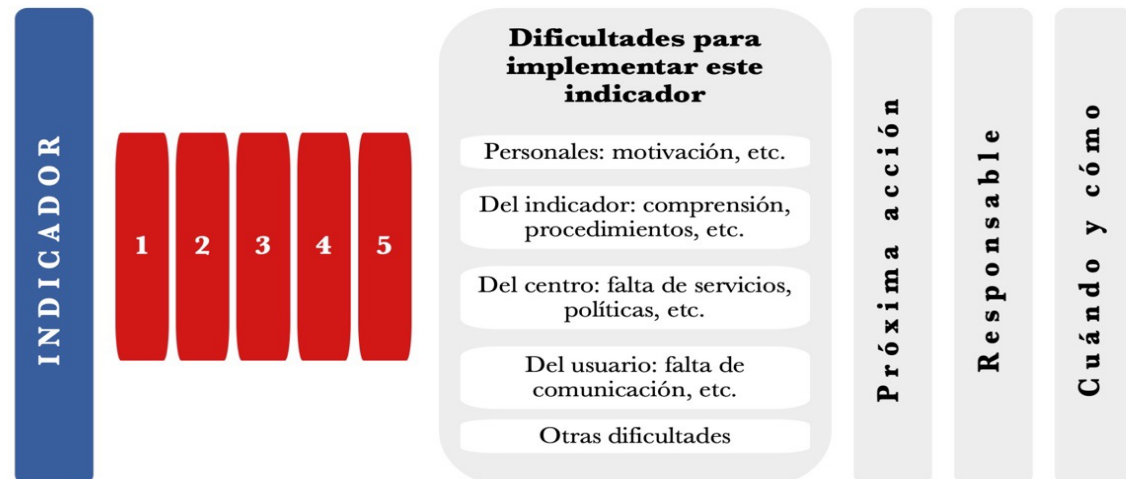 INDICADOR
1 2 3 4 5
Dificultades para
implementar este
indicador
Personales: motivación, etc.
Del indicador: comprensión,
procedimientos, etc.
Del centro: falta de servicios,
políticas, etc.
Del usuario: falta de
comunicación, etc.
Otras dificultades
Próxima acción
Responsable
Cuándo y cómo